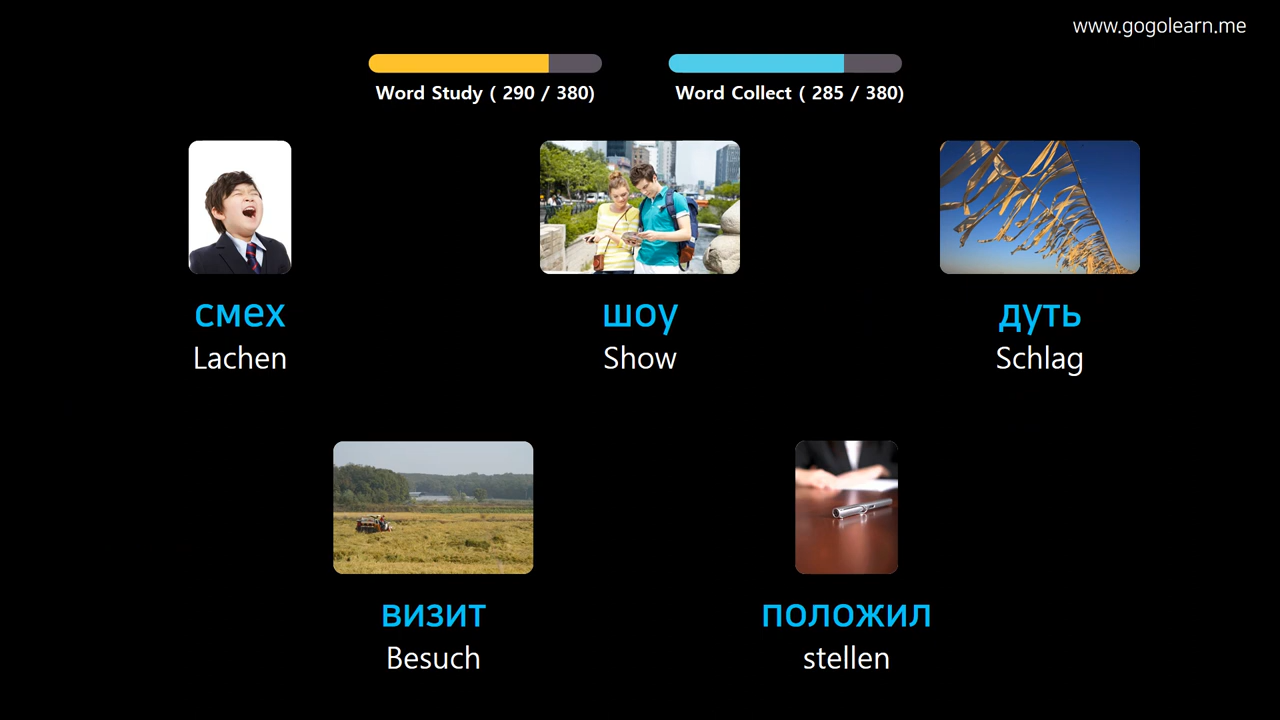 www.gogolearn.me
Word Study ( 290 / 380)
Word Collect ( 285 / 380)
смех
Lachen
шоу
Show
дуть
Schlag
визит
Besuch
положил
stellen